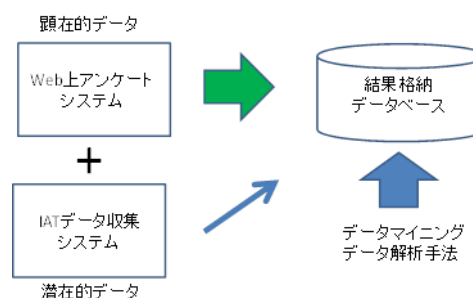 顕在的データ
Web上アンケート
システム
+
IATデータ収集
システム
潜在的データ
結果格納
データベース
データマイニング
データ解析手法